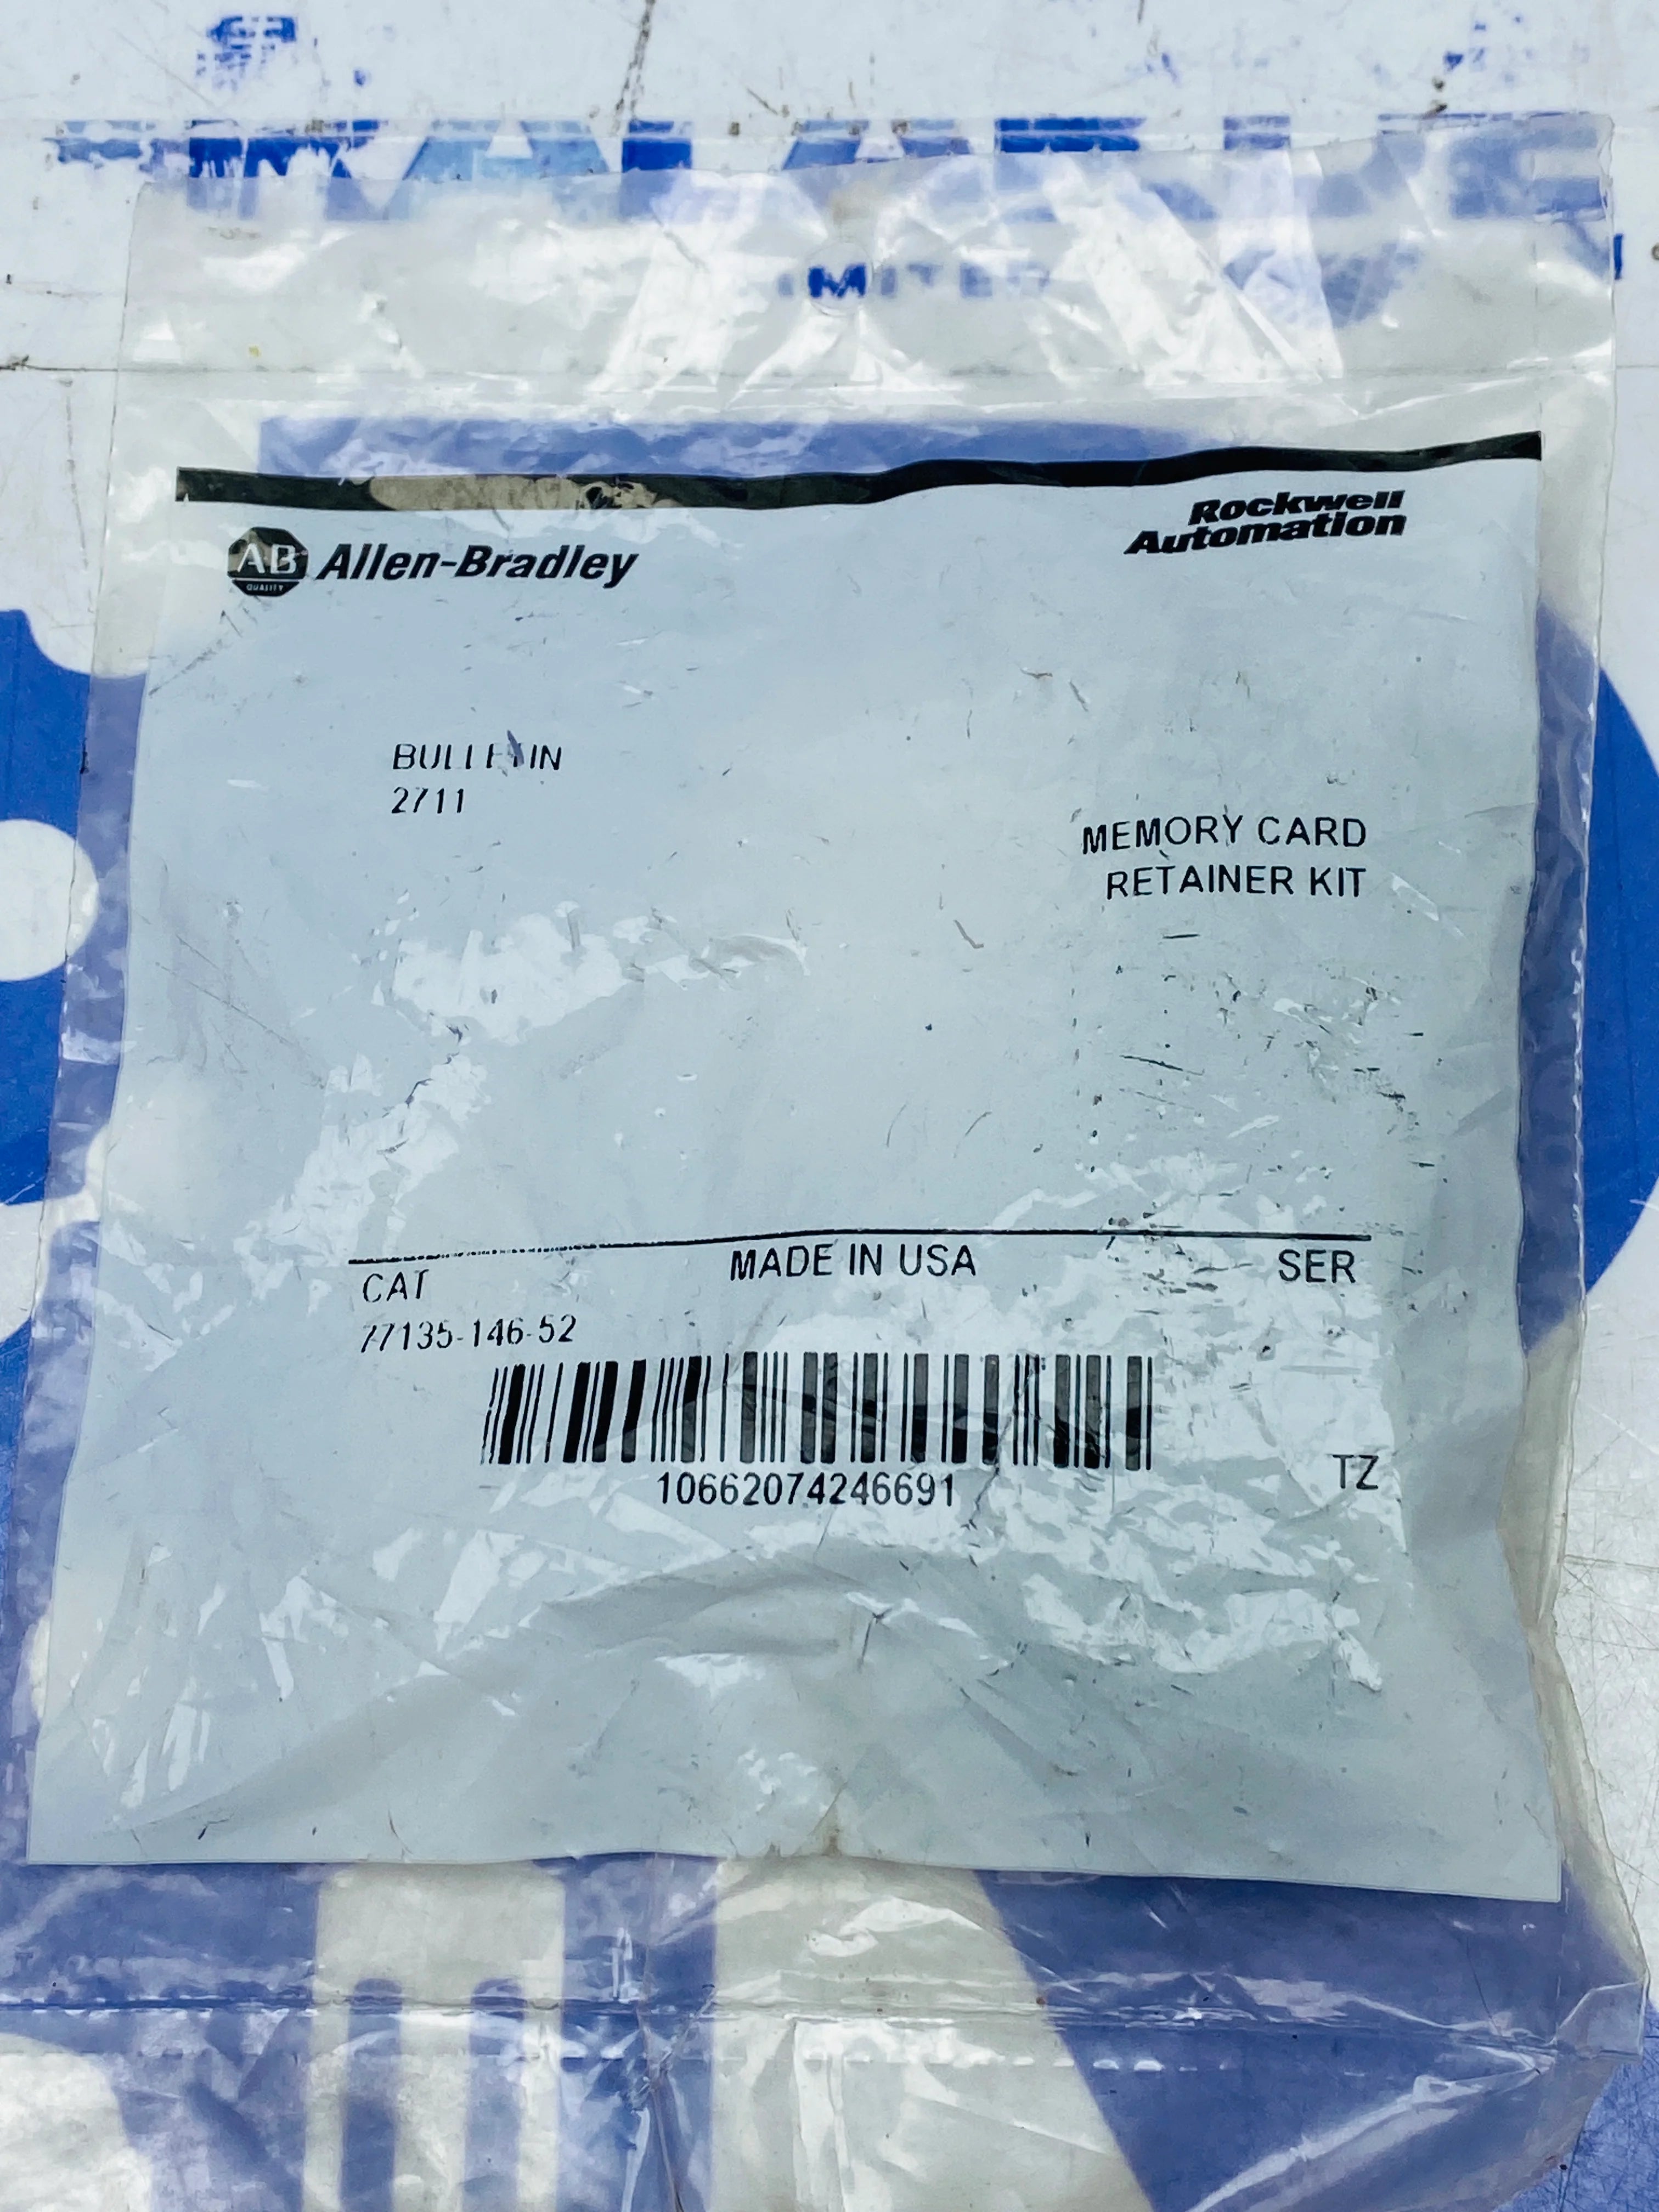 AB
QUALITY
Allen-Bradley
Rockwell
Automation
BULLETIN
2711
MEMORY CARD
RETAINER KIT
MADE IN USA
CAT
SER
77135-146-52
10662074246691
TZ